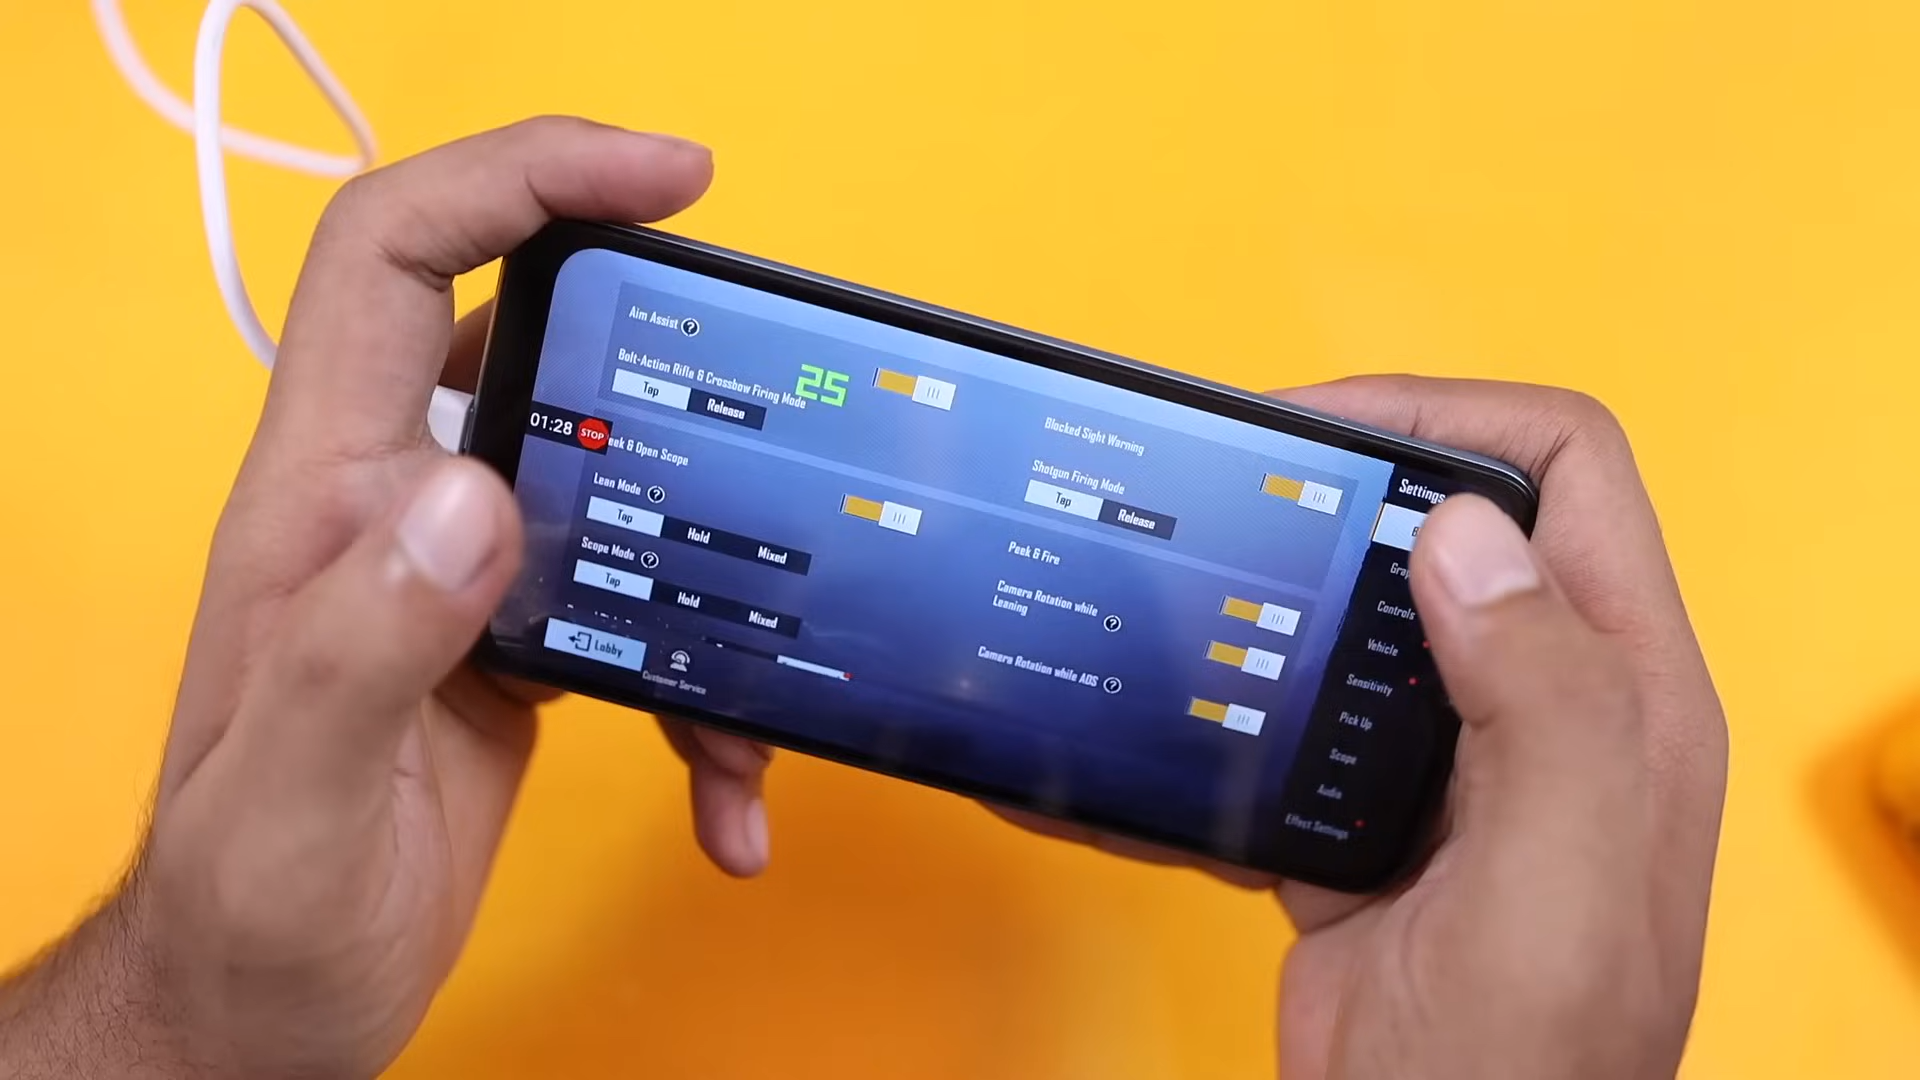 Aim Assist ?
Bolt-Action Rifle & Crossbow Firing Mode
25
Tap Release
01:28 STOP
eek & Open Scope
Lean Mode ?
Tap Hold Mixed
Scope Mode ?
Tap Hold Mixed
Lobby
Customer Service
Blocked Sight Warning
Shotgun Firing Mode
Tap Release
Peek & Fire
Camera Rotation while
Leaning ?
Camera Rotation while ADS ?
Settings
Grap
Controls
Vehicle
Sensitivity
Pick Up
Scope
Audio
Effect Settings